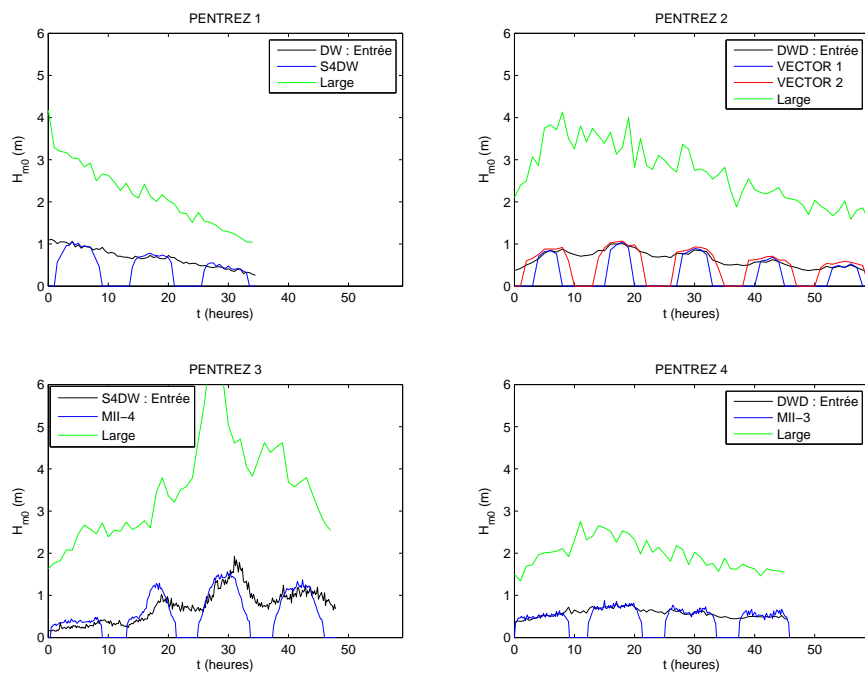 PENTREZ 1
6
5
4
3
2
1
0
0 10 20 30 40 50
H_m0 (m)
t (heures)
DW : Entrée
S4DW
Large
PENTREZ 2
6
5
4
3
2
1
0
0 10 20 30 40 50
H_m0 (m)
t (heures)
DWD : Entrée
VECTOR 1
VECTOR 2
Large
PENTREZ 3
6
5
4
3
2
1
0
0 10 20 30 40 50
H_m0 (m)
t (heures)
S4DW : Entrée
MII−4
Large
PENTREZ 4
6
5
4
3
2
1
0
0 10 20 30 40 50
H_m0 (m)
t (heures)
DWD : Entrée
MII−3
Large